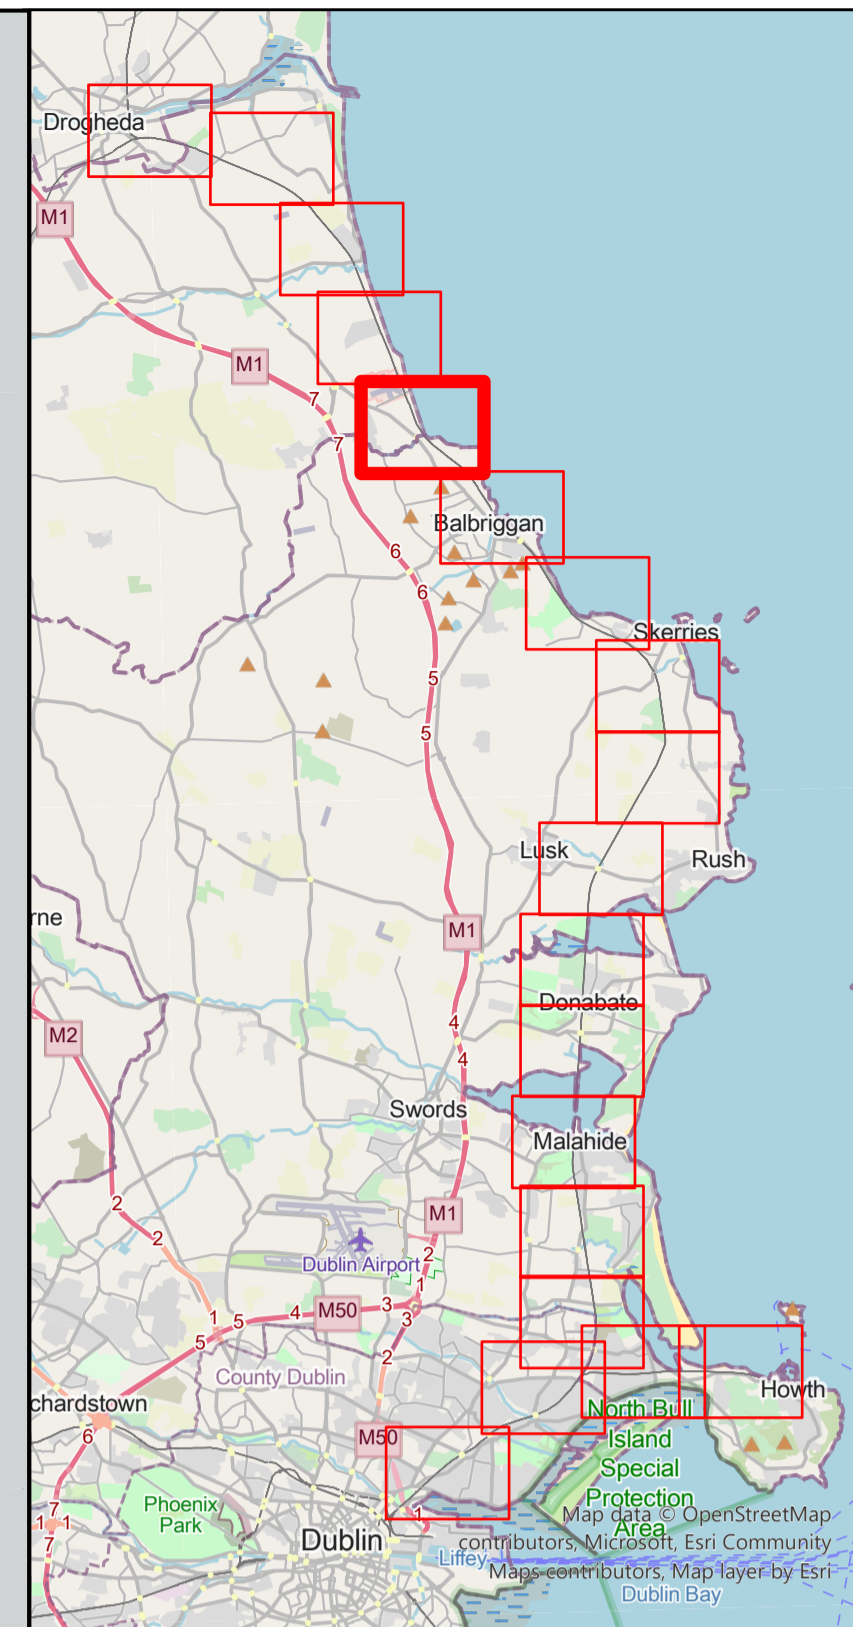 Drogheda
M1
M1
7
7
6
Balbriggan
6
Skerries
5
5
Lusk
Rush
rne
M1
Donabate
M2
4
4
Swords
Malahide
2
M1
2
2
Dublin Airport
1
1
5
4
M50
3
3
5
2
County Dublin
chardstown
Howth
North Bull
Island
Special
Protection
Area
6
M50
Phoenix
Park
7
1
1
7
1
Dublin
Liffey
Map data © OpenStreetMap
contributors, Microsoft, Esri Community
Maps contributors, Map layer by Esri
Dublin Bay